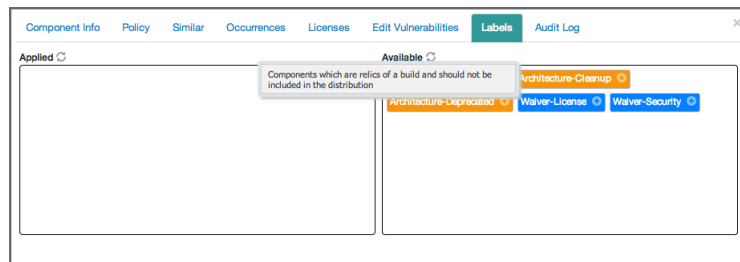 Component Info Policy Similar Occurrences Licenses Edit Vulnerabilities Labels Audit Log
Applied Available
Components which are relics of a build and should not be
included in the distribution
Architecture-Cleanup
Architecture-Deprecated Waiver-License Waiver-Security